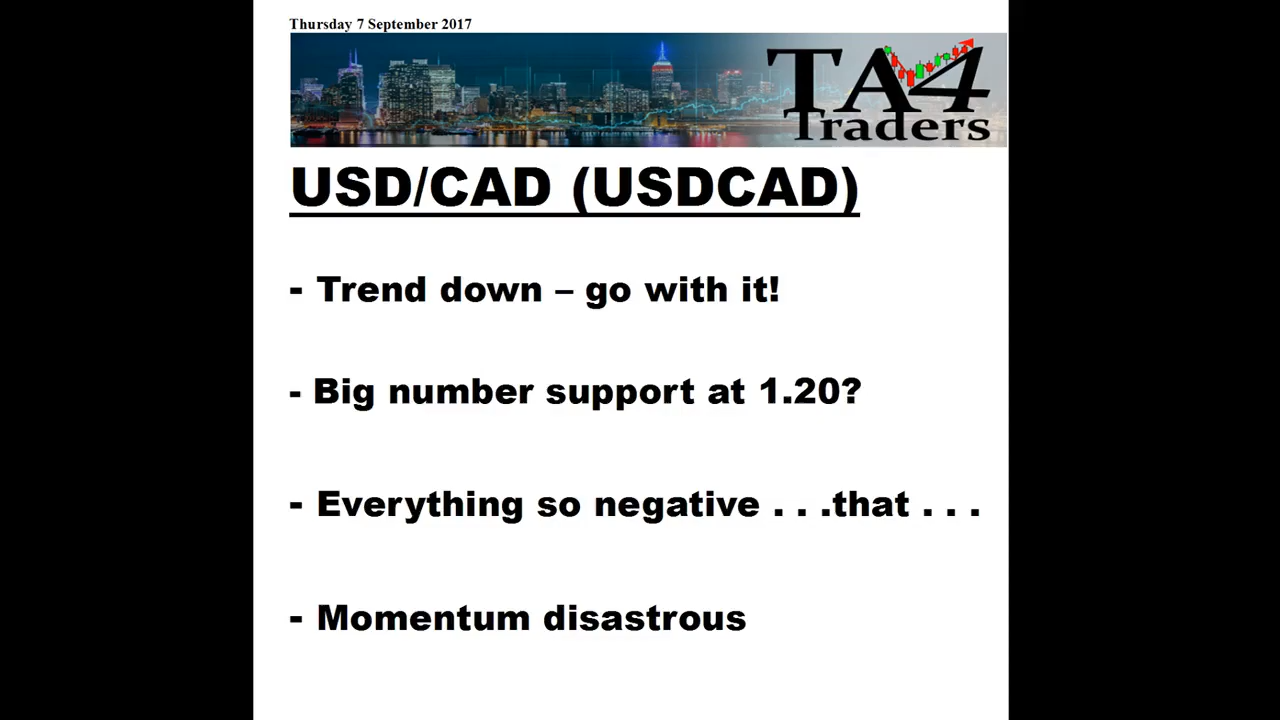 Thursday 7 September 2017
TA4
Traders
USD/CAD (USDCAD)
- Trend down – go with it!
- Big number support at 1.20?
- Everything so negative . . .that . . .
- Momentum disastrous